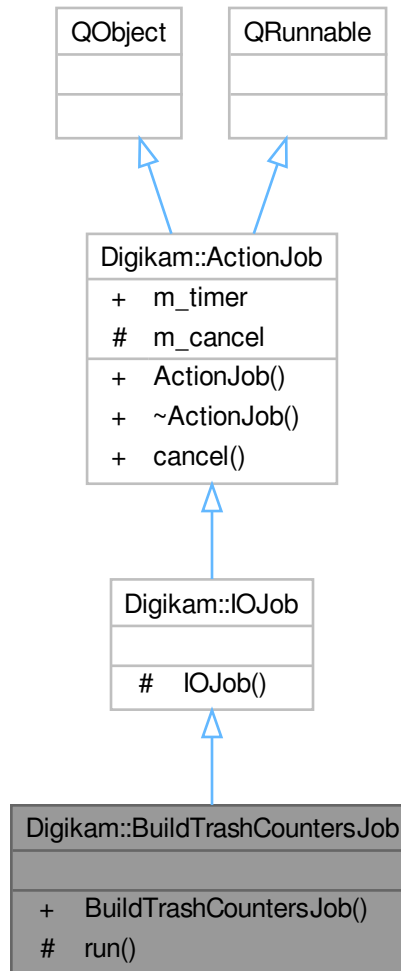 QObject
QRunnable
Digikam::ActionJob
+ m_timer
# m_cancel
+ ActionJob()
+ ~ActionJob()
+ cancel()
Digikam::IOJob
# IOJob()
Digikam::BuildTrashCountersJob
+ BuildTrashCountersJob()
# run()